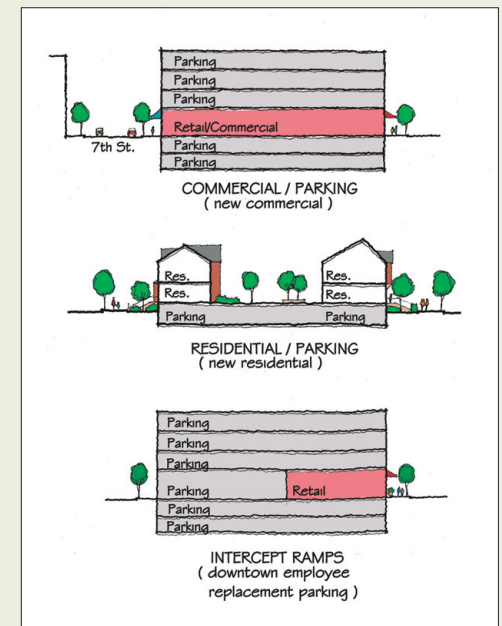 Parking
Parking
Parking
Retail/Commercial
7th St.
Parking
Parking
COMMERCIAL / PARKING
( new commercial )
Res.
Res.
Res.
Res.
Parking
Parking
RESIDENTIAL / PARKING
( new residential )
Parking
Parking
Parking
Parking
Retail
Parking
Parking
INTERCEPT RAMPS
( downtown employee
replacement parking )